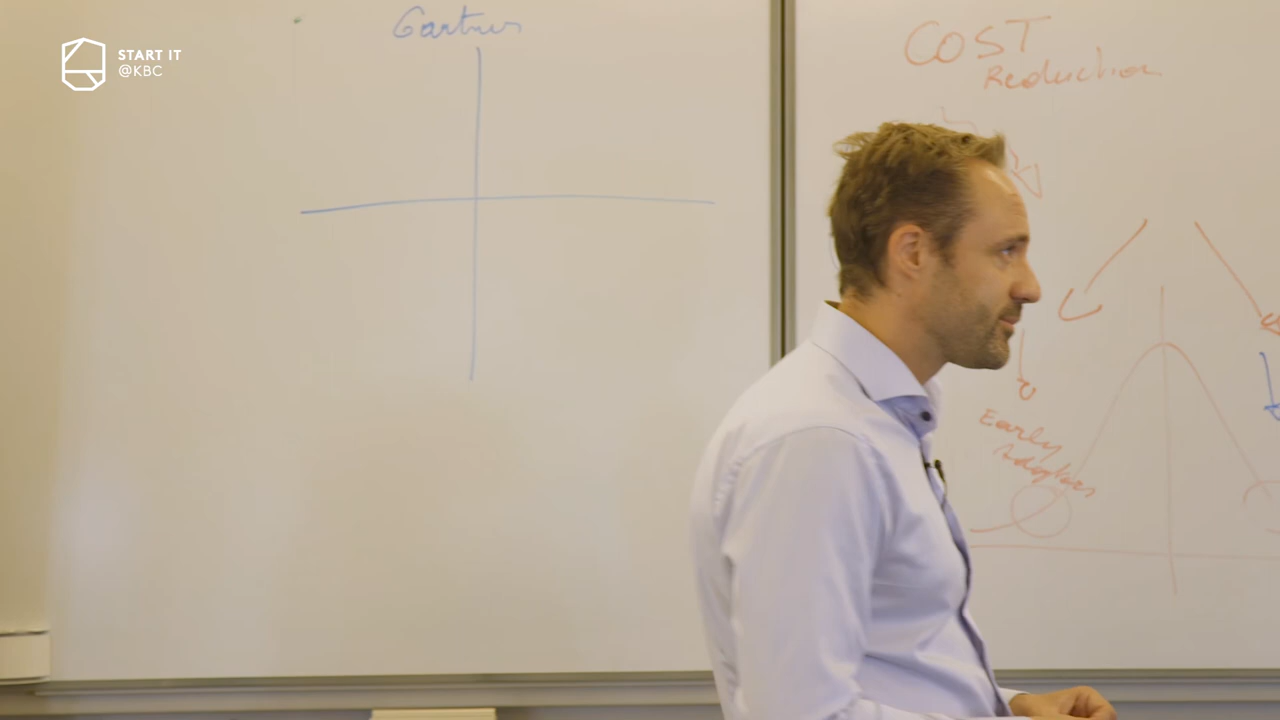 START IT
@KBC
Gartner
COST
Reduction
Early
Adopters